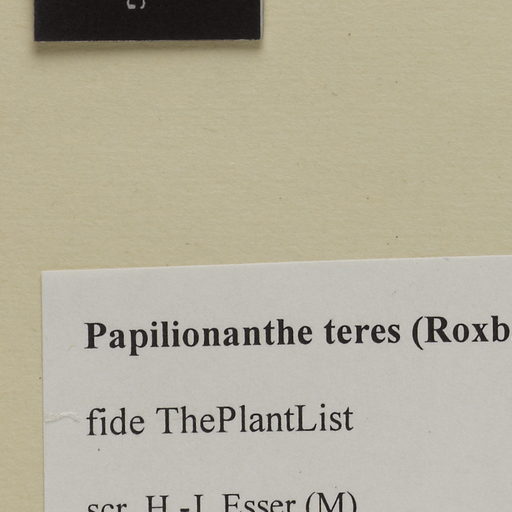 Papilionanthe teres (Roxb
fide ThePlantList
scr. H.-J. Esser (M)